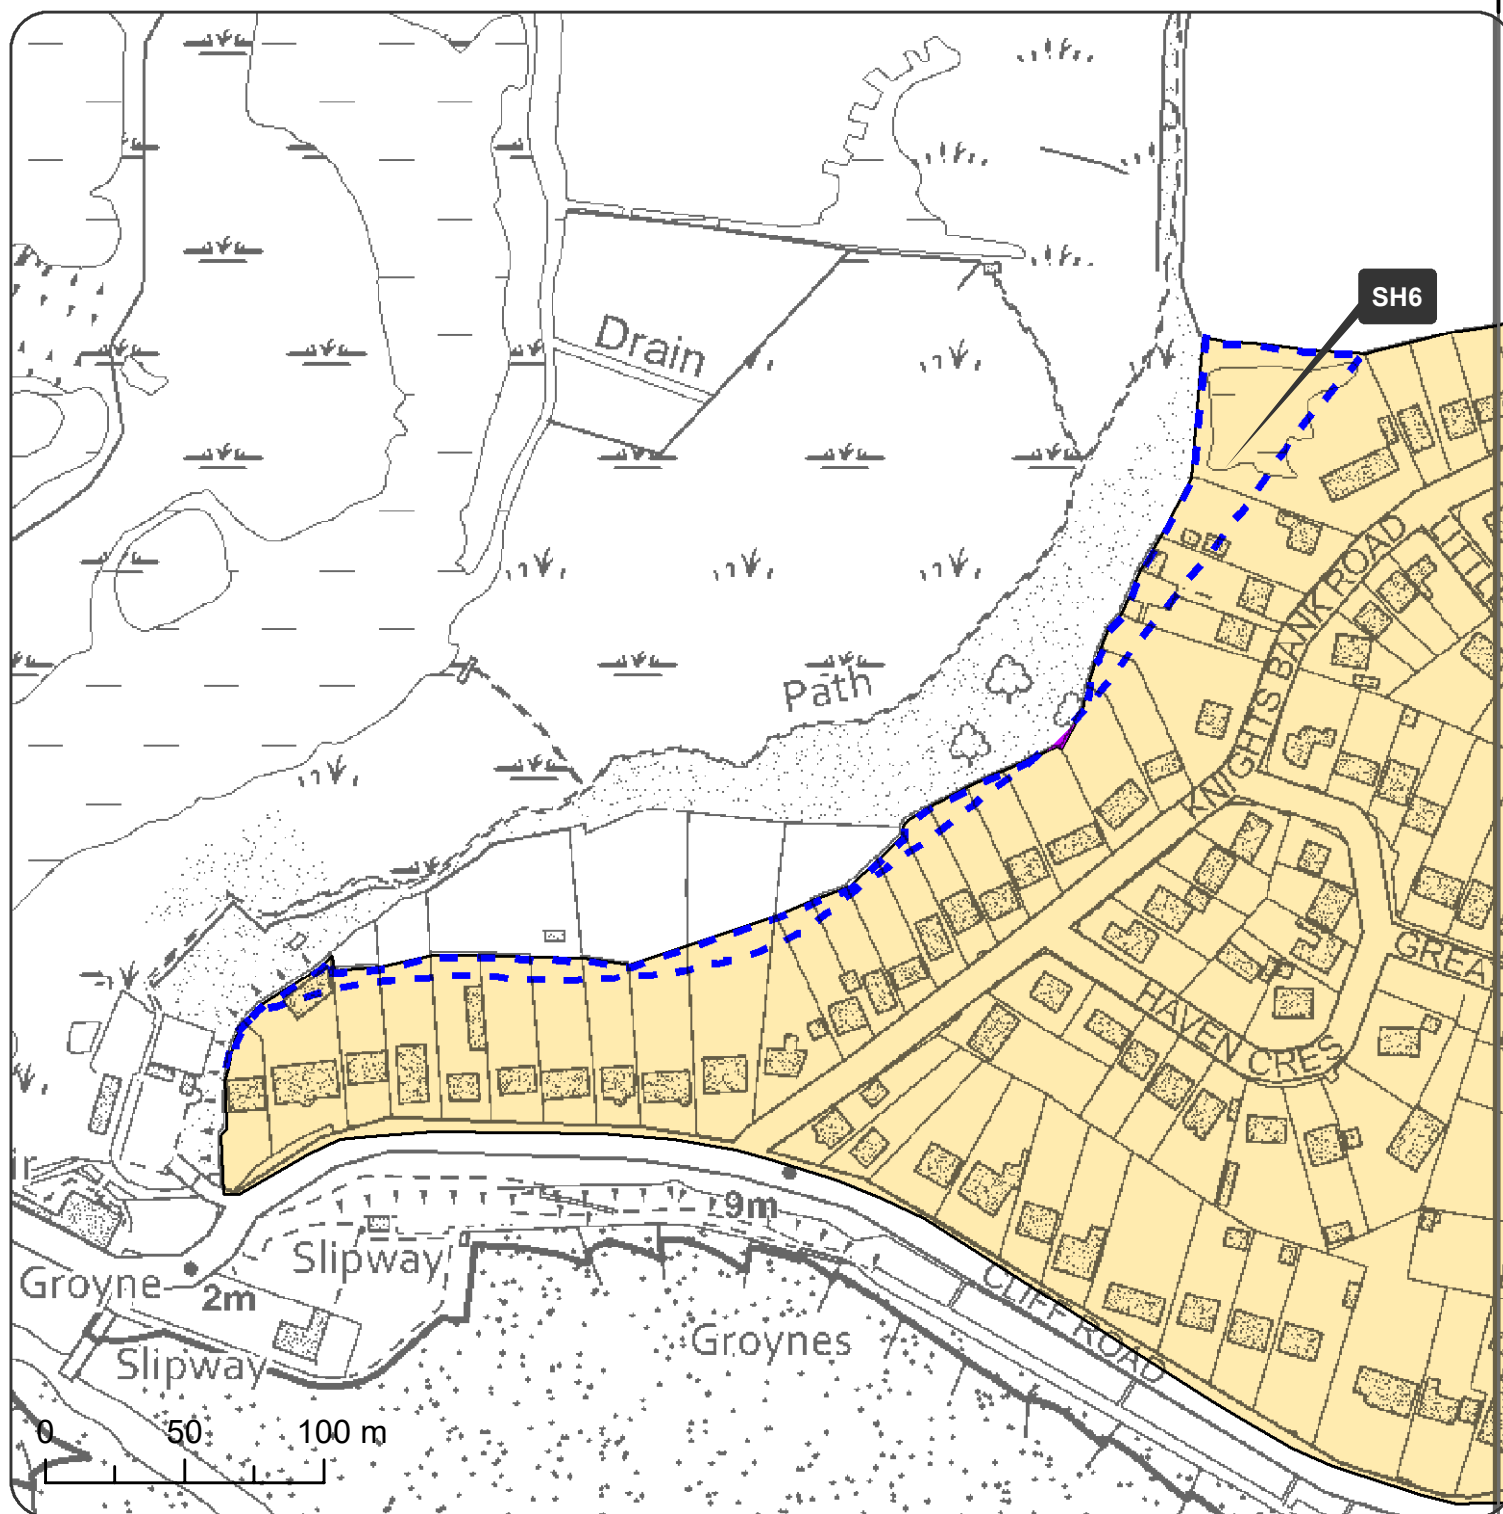 SH6
Drain
KNIGHTS BANK ROAD
Path
GREA
HAVEN CRES
9m
Slipway
Groyne
2m
CLIFF ROAD
Groynes
Slipway
0 50 100 m